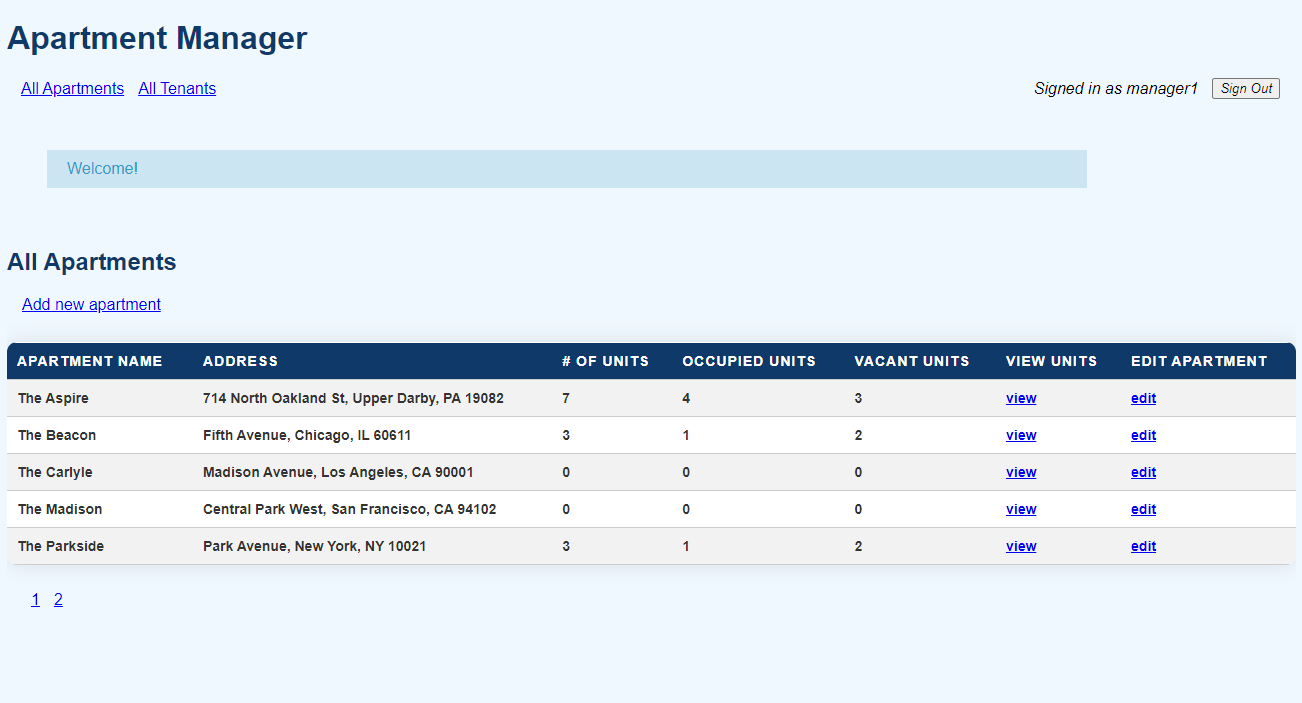 Apartment Manager
All Apartments All Tenants Signed in as manager1 Sign Out
Welcome!
All Apartments
Add new apartment
APARTMENT NAME ADDRESS # OF UNITS OCCUPIED UNITS VACANT UNITS VIEW UNITS EDIT APARTMENT
The Aspire 714 North Oakland St, Upper Darby, PA 19082 7 4 3 view edit
The Beacon Fifth Avenue, Chicago, IL 60611 3 1 2 view edit
The Carlyle Madison Avenue, Los Angeles, CA 90001 0 0 0 view edit
The Madison Central Park West, San Francisco, CA 94102 0 0 0 view edit
The Parkside Park Avenue, New York, NY 10021 3 1 2 view edit
1 2